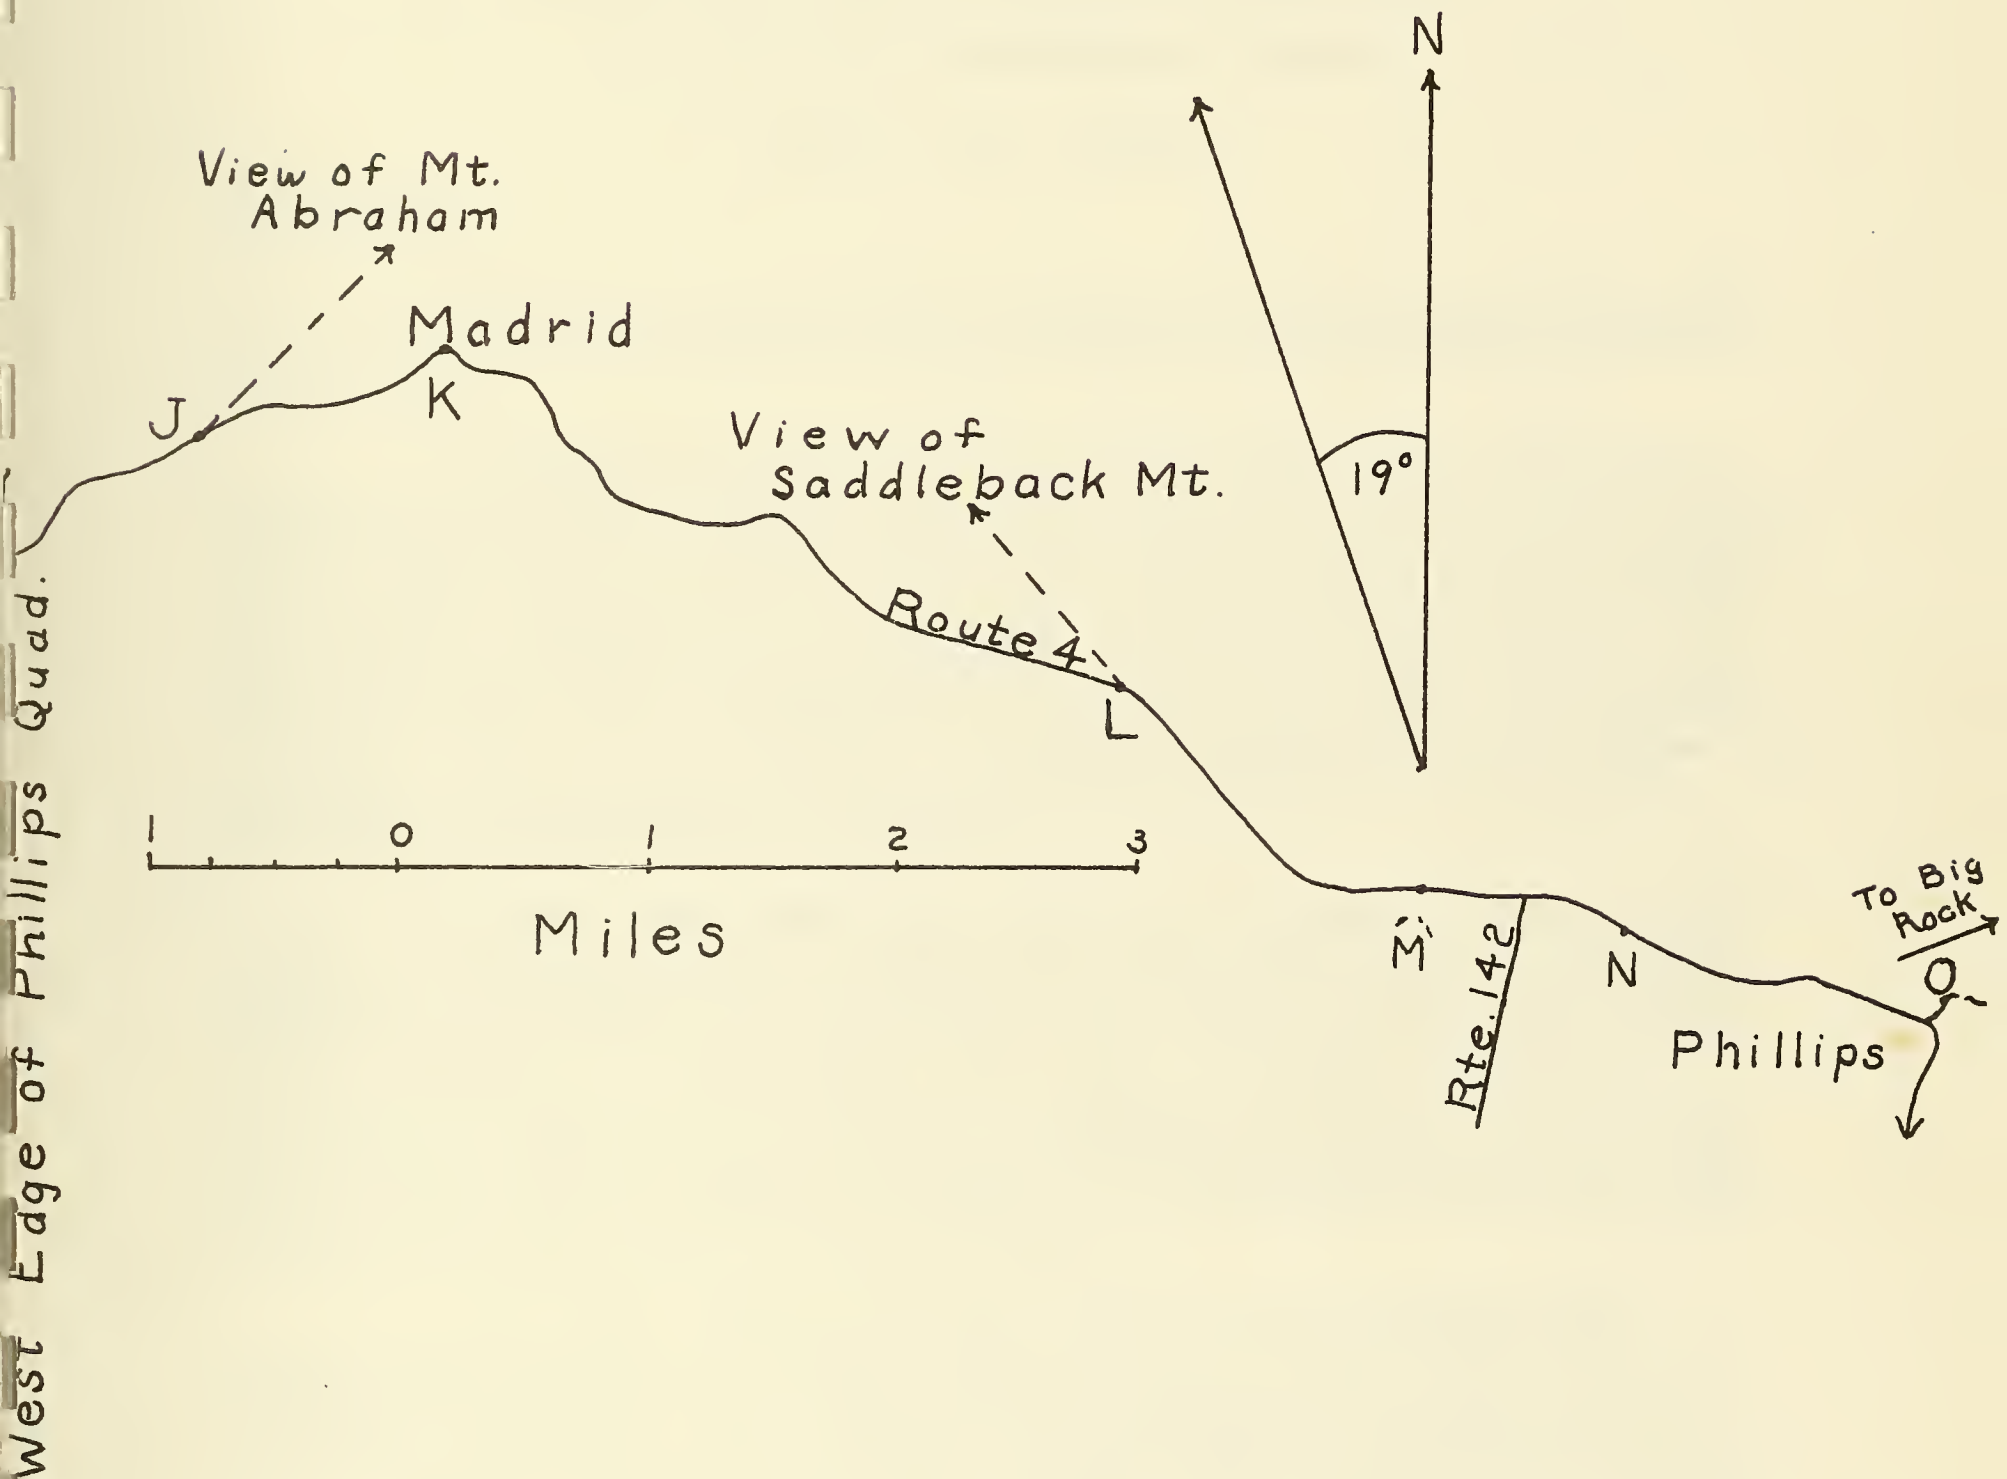 N
View of Mt.
Abraham
Madrid
J
K
View of
Saddleback Mt.
19°
Route 4
L
1 0 1 2 3
Miles
To Big
Rock
M
Rte. 142
N
O
Phillips
West Edge of Phillips Quad.